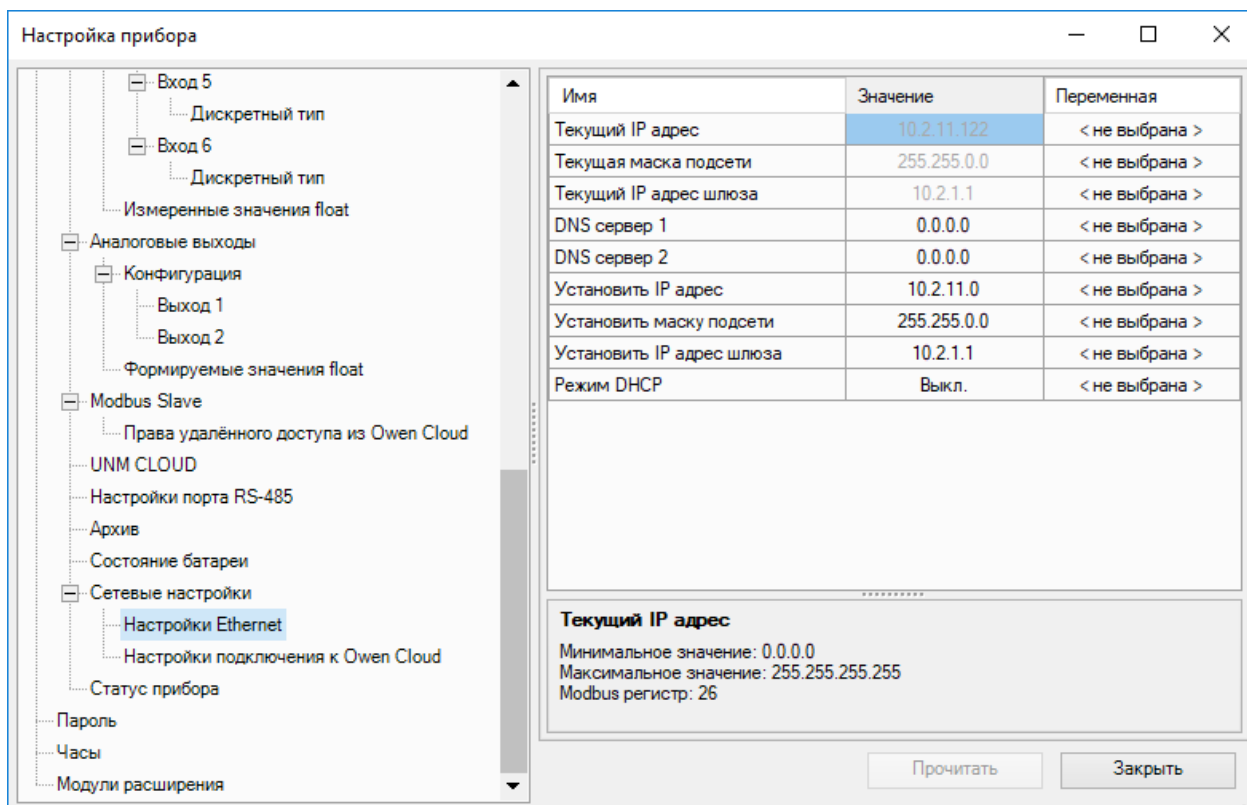 Настройка прибора
Вход 5
Дискретный тип
Вход 6
Дискретный тип
Измеренные значения float
Аналоговые выходы
Конфигурация
Выход 1
Выход 2
Формируемые значения float
Modbus Slave
Права удалённого доступа из Owen Cloud
UNM CLOUD
Настройки порта RS-485
Архив
Состояние батареи
Сетевые настройки
Настройки Ethernet
Настройки подключения к Owen Cloud
Статус прибора
Пароль
Часы
Модули расширения
Имя Значение Переменная
Текущий IP адрес 10.2.11.122 < не выбрана >
Текущая маска подсети 255.255.0.0 < не выбрана >
Текущий IP адрес шлюза 10.2.1.1 < не выбрана >
DNS сервер 1 0.0.0.0 < не выбрана >
DNS сервер 2 0.0.0.0 < не выбрана >
Установить IP адрес 10.2.11.0 < не выбрана >
Установить маску подсети 255.255.0.0 < не выбрана >
Установить IP адрес шлюза 10.2.1.1 < не выбрана >
Режим DHCP Выкл. < не выбрана >
Текущий IP адрес
Минимальное значение: 0.0.0.0
Максимальное значение: 255.255.255.255
Modbus регистр: 26
Прочитать Закрыть